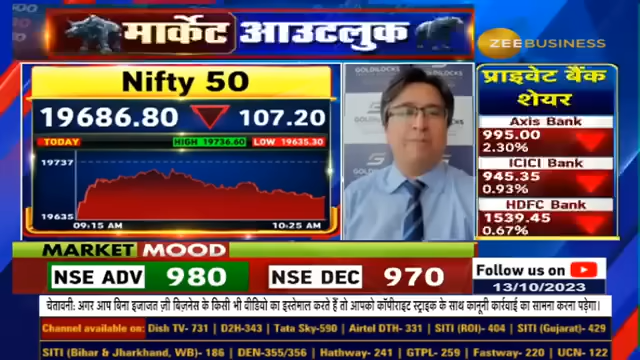 मार्केट आउटलुक
ZEE BUSINESS
Nifty 50
19686.80 107.20
TODAY HIGH 19736.60 LOW 19635.30
19737
19635
09:15 AM 10:25 AM
GOLDILOCKS
प्राइवेट बैंक
शेयर
Axis Bank
995.00
2.30%
ICICI Bank
945.35
0.93%
HDFC Bank
1539.45
0.67%
MARKET MOOD
NSE ADV 980 NSE DEC 970
Follow us on
13/10/2023
चेतावनी: अगर आप बिना इजाजत ज़ी बिज़नेस के किसी भी वीडियो का इस्तेमाल करते हैं तो आपको कॉपीराइट स्ट्राइक के साथ कानूनी कार्रवाई का सामना करना पड़ेगा।
Channel available on: Dish TV- 731 | D2H-343 | Tata Sky-590 | Airtel DTH- 331 | SITI (ROI) - 404 | SITI (Gujarat) - 429
SITI (Bihar & Jharkhand, WB)- 186 | DEN-355/356 | Hathway- 241 | GTPL- 259 | Fastway- 220 | UCN- 122